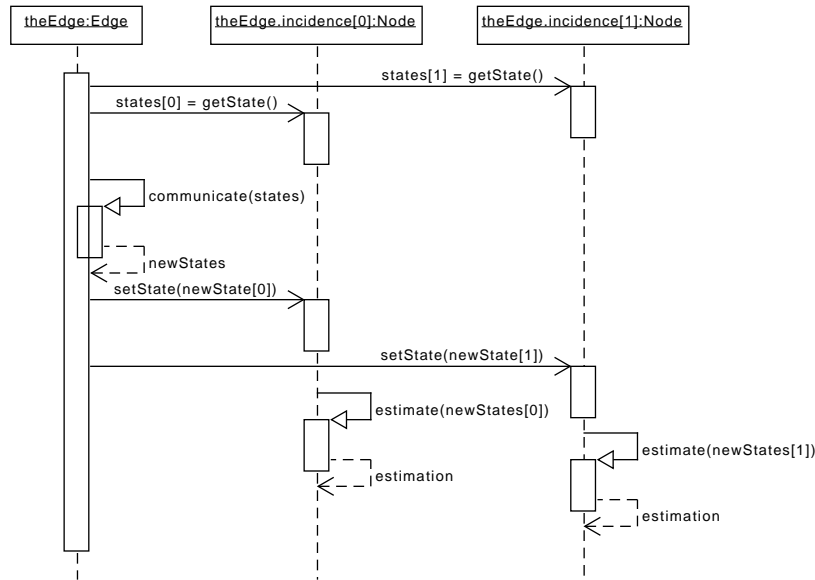 theEdge:Edge
theEdge.incidence[0]:Node
theEdge.incidence[1]:Node
states[1] = getState()
states[0] = getState()
communicate(states)
newStates
setState(newState[0])
setState(newState[1])
estimate(newStates[0])
estimate(newStates[1])
estimation
estimation